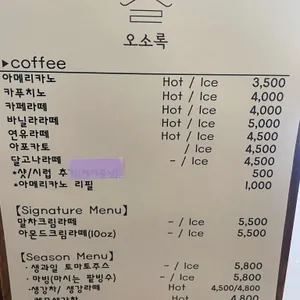 오소록
▸coffee
아메리카노 Hot / Ice 3,500
카푸치노 Hot / Ice 4,000
카페라떼 Hot / Ice 4,000
바닐라라떼 Hot / Ice 5,000
연유라떼 Hot / Ice 4,500
아포카토 / Ice 4,500
달고나라떼 - / Ice 4,500
*샷/시럽 추 500
*아메리카노 리필 1,000
【Signature Menu】
말차크림라떼 - / Ice 5,500
아몬드크림라떼(10oz) - / Ice 5,500
【Season Menu】
·생과일 토마토주스 - / Ice 5,800
·마빙(마시는 팥빙수) - / Ice 5,800
·생강차/ 생강라떼 Hot 4,500/4,800
Hot 4,800